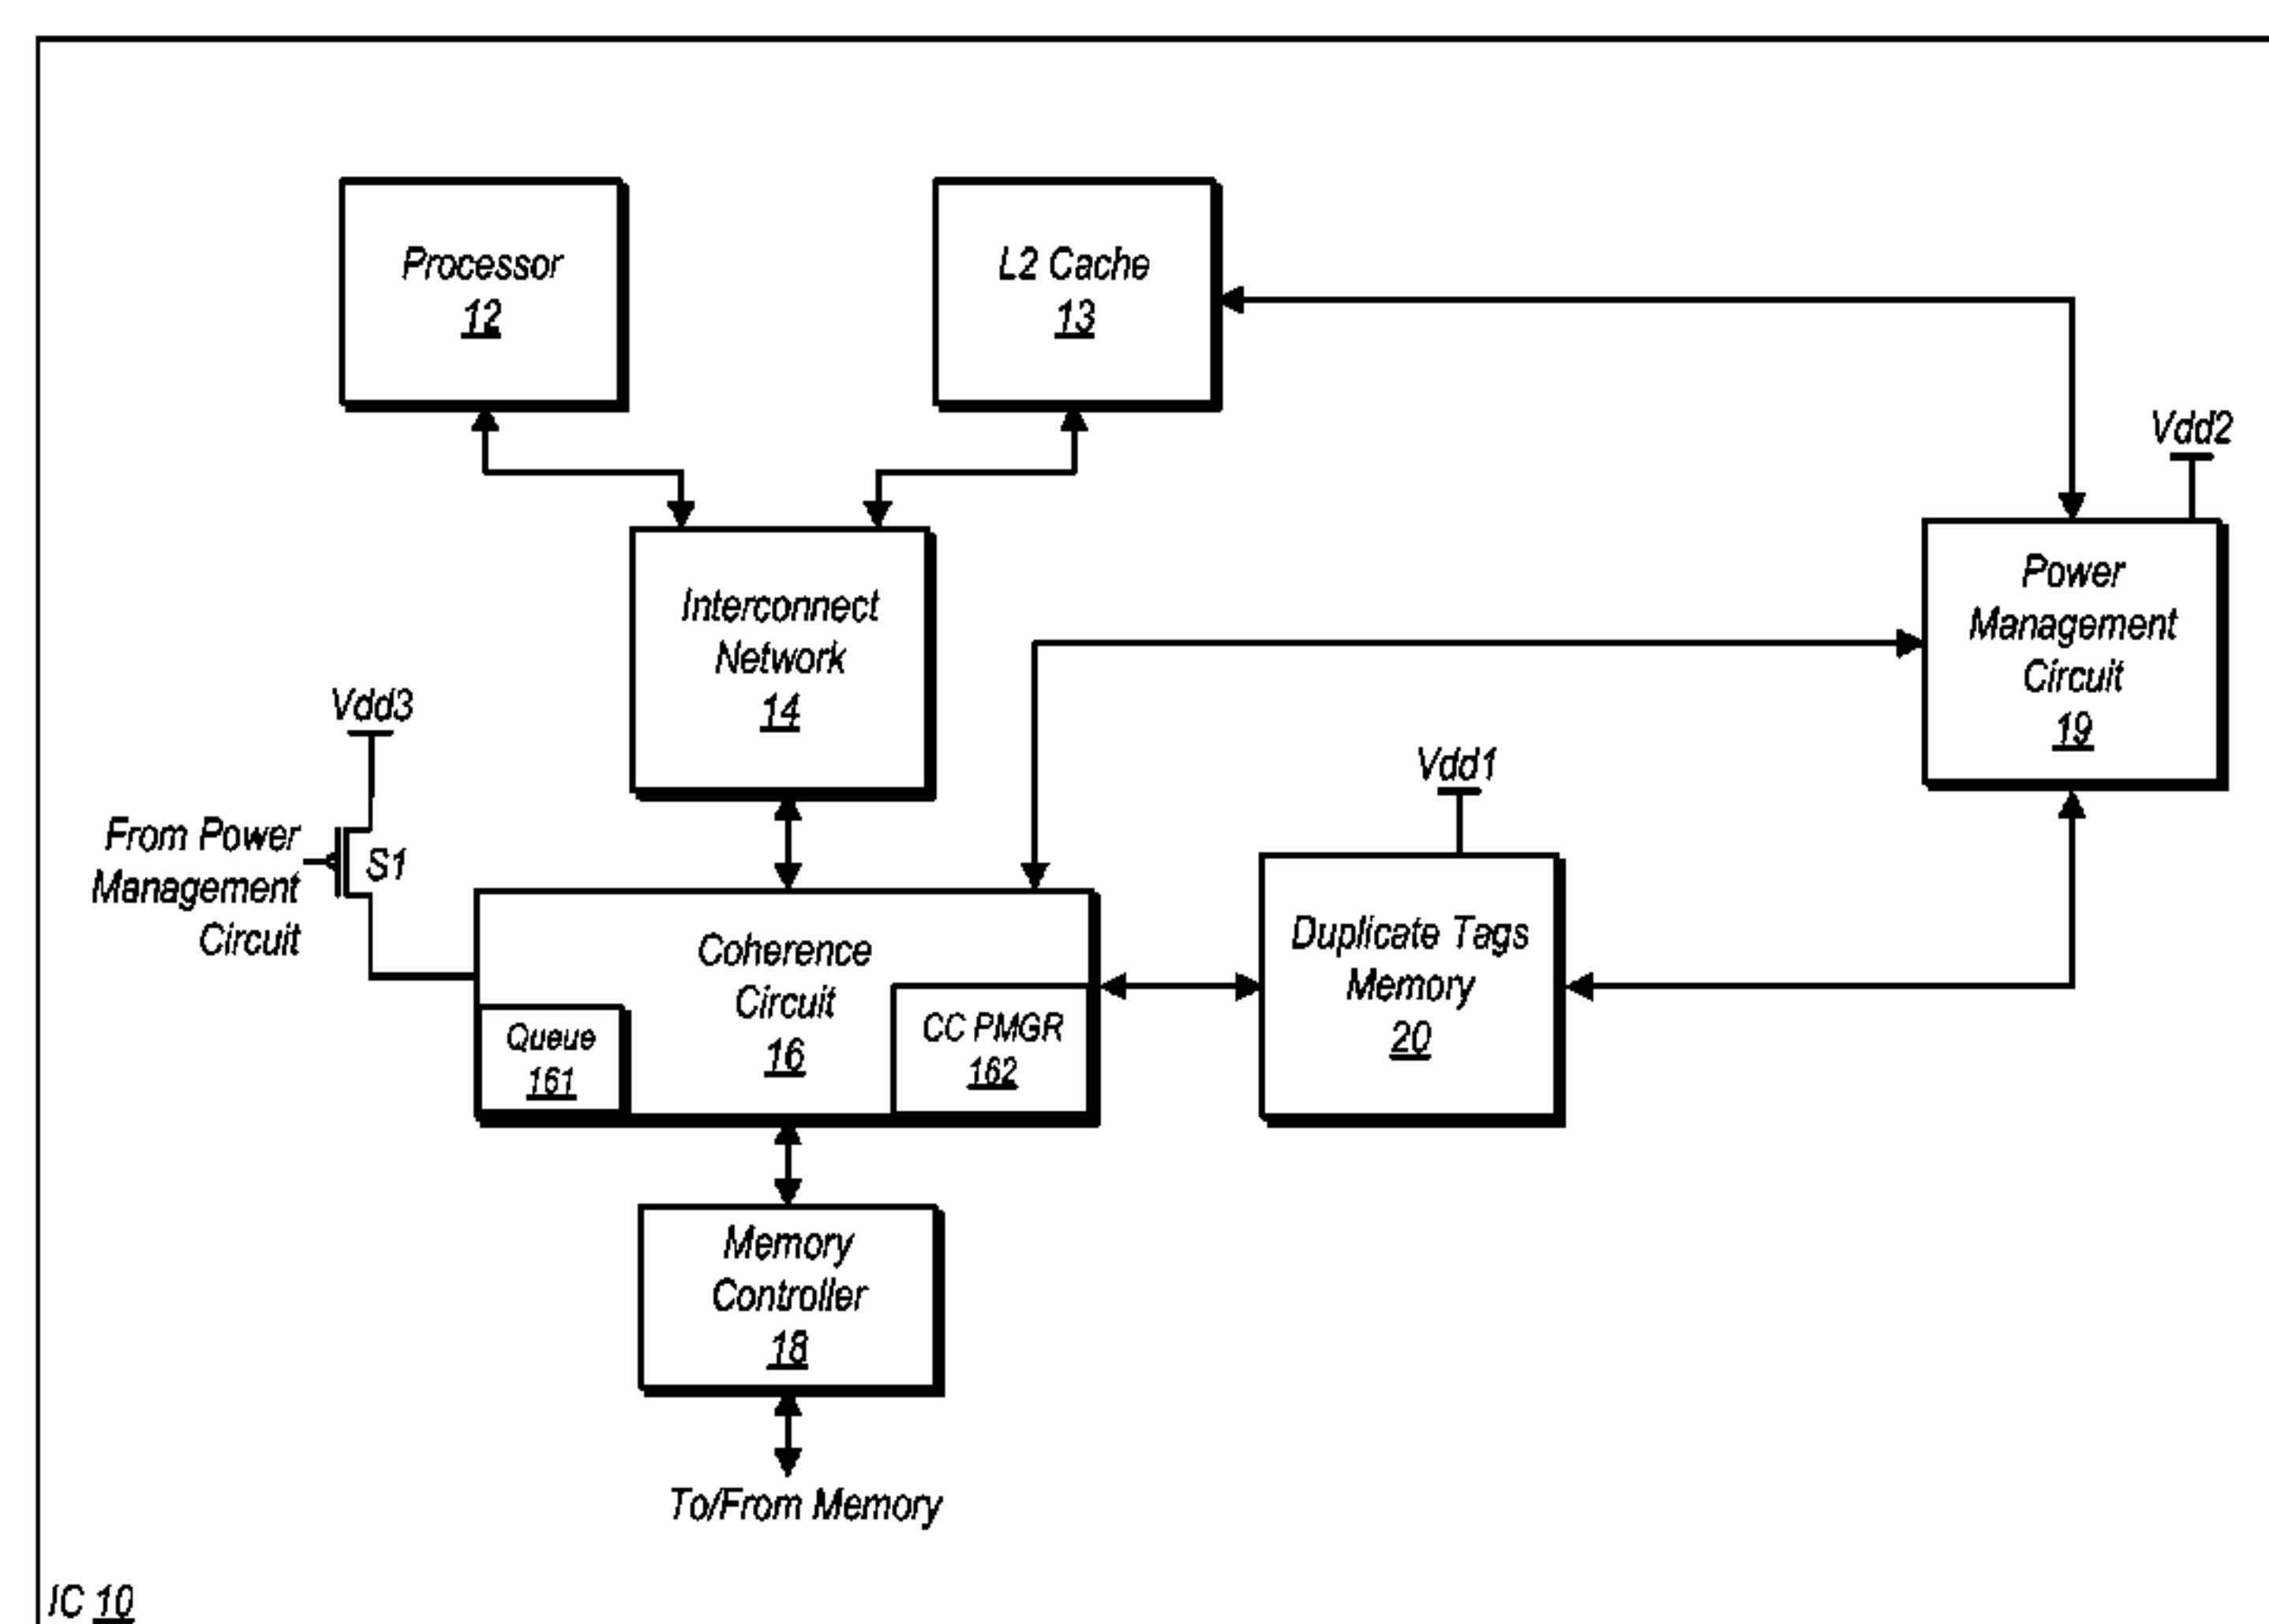 Processor
12
L2 Cache
13
Vdd2
Power
Management
Circuit
19
Interconnect
Network
14
Vdd3
From Power
Management
Circuit
S1
Vdd1
Coherence
Circuit
16
Queue
161
CC PMGR
162
Duplicate Tags
Memory
20
Memory
Controller
18
To/From Memory
IC 10